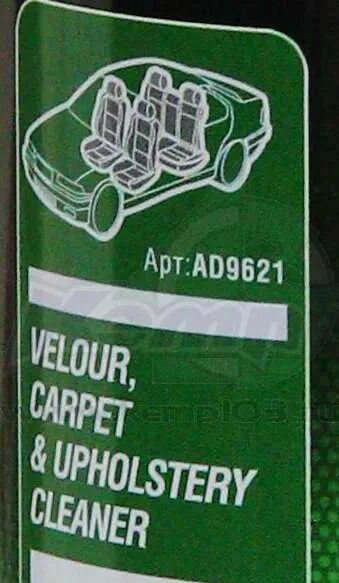 Арт:AD9621
VELOUR,
CARPET
& UPHOLSTERY
CLEANER